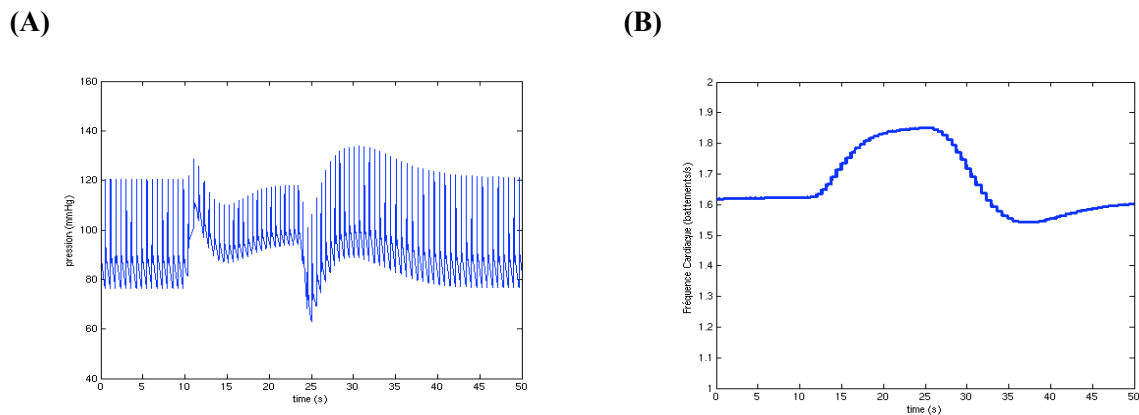 (A)
(B)
160
140
120
100
80
60
40
pression (mmHg)
0 5 10 15 20 25 30 35 40 45 50
time (s)
2
1.9
1.8
1.7
1.6
1.5
1.4
1.3
1.2
1.1
1
Fréquence Cardiaque (battements/s)
0 5 10 15 20 25 30 35 40 45 50
time (s)